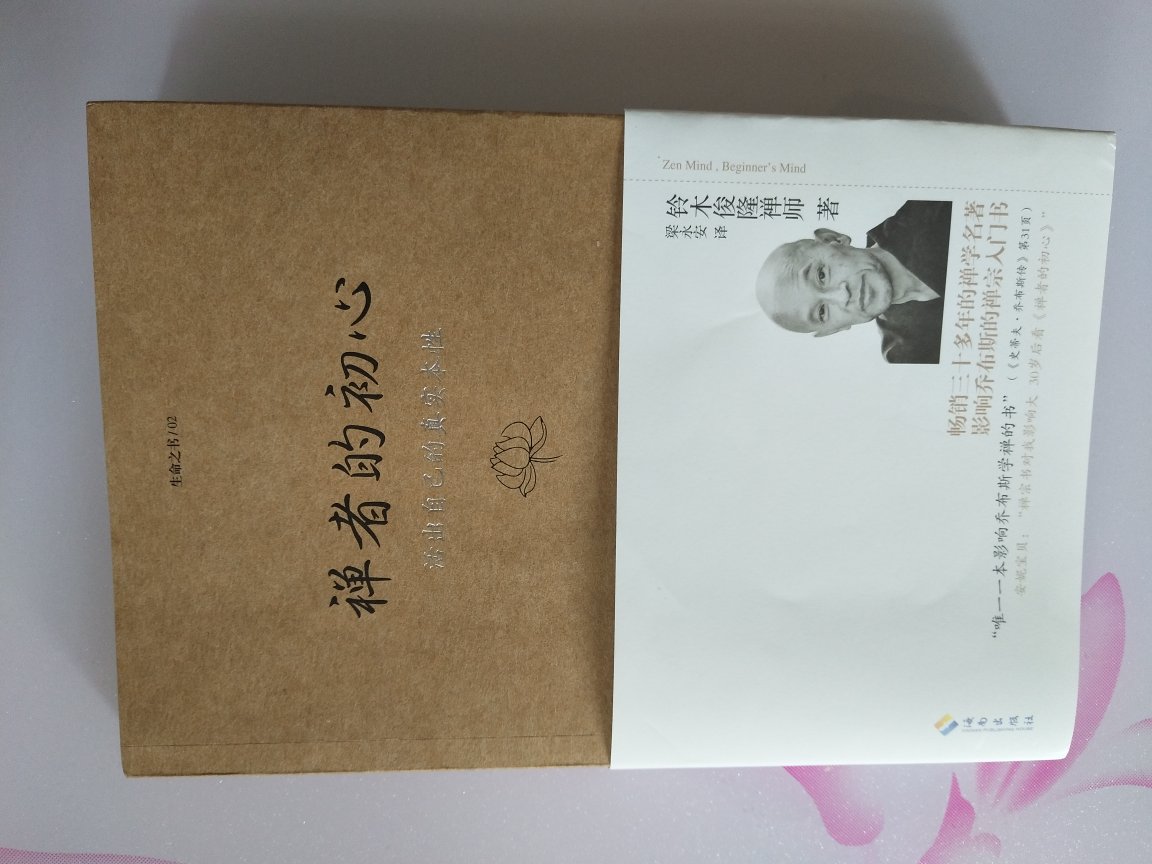 生命之书/02
禅者的初心
活出自己的真实本性
Zen Mind , Beginner's Mind
铃木俊隆禅师 著
梁永安 译
畅销三十多年的禅学名著
影响乔布斯的禅宗入门书
“唯一一本影响乔布斯学禅的书”(《史蒂夫·乔布斯传》第31页)
安妮宝贝:“禅宗书对我影响大 30岁后看《禅者的初心》”
海南出版社
HAINAN PUBLISHING HOUSE